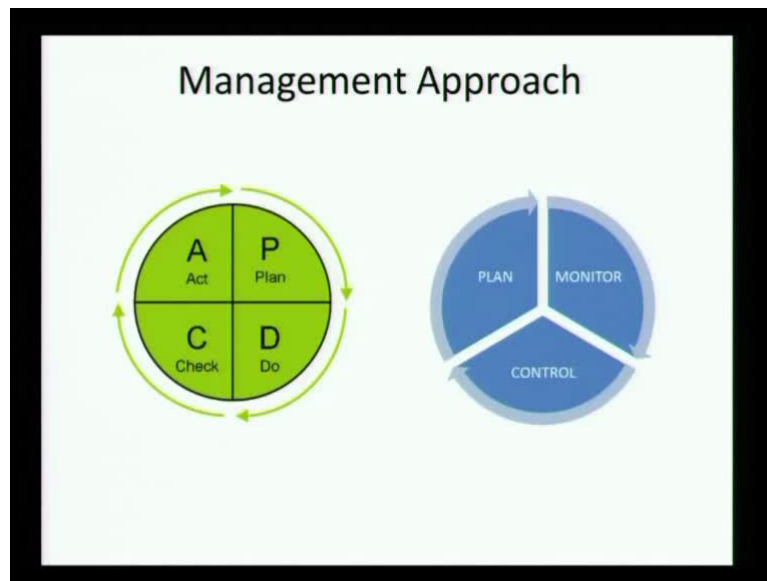 Management Approach
A
Act
P
Plan
C
Check
D
Do
PLAN
MONITOR
CONTROL